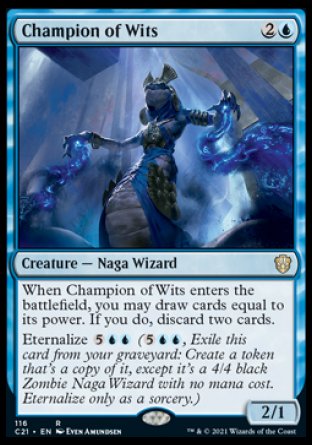 Champion of Wits 2
Creature — Naga Wizard
When Champion of Wits enters the
battlefield, you may draw cards equal to
its power. If you do, discard two cards.
Eternalize 5 (5, Exile this
card from your graveyard: Create a token
that's a copy of it, except it's a 4/4 black
Zombie Naga Wizard with no mana cost.
Eternalize only as a sorcery.)
2/1
116 R
C21 • EN Even Amundsen
™ & © 2021 Wizards of the Coast